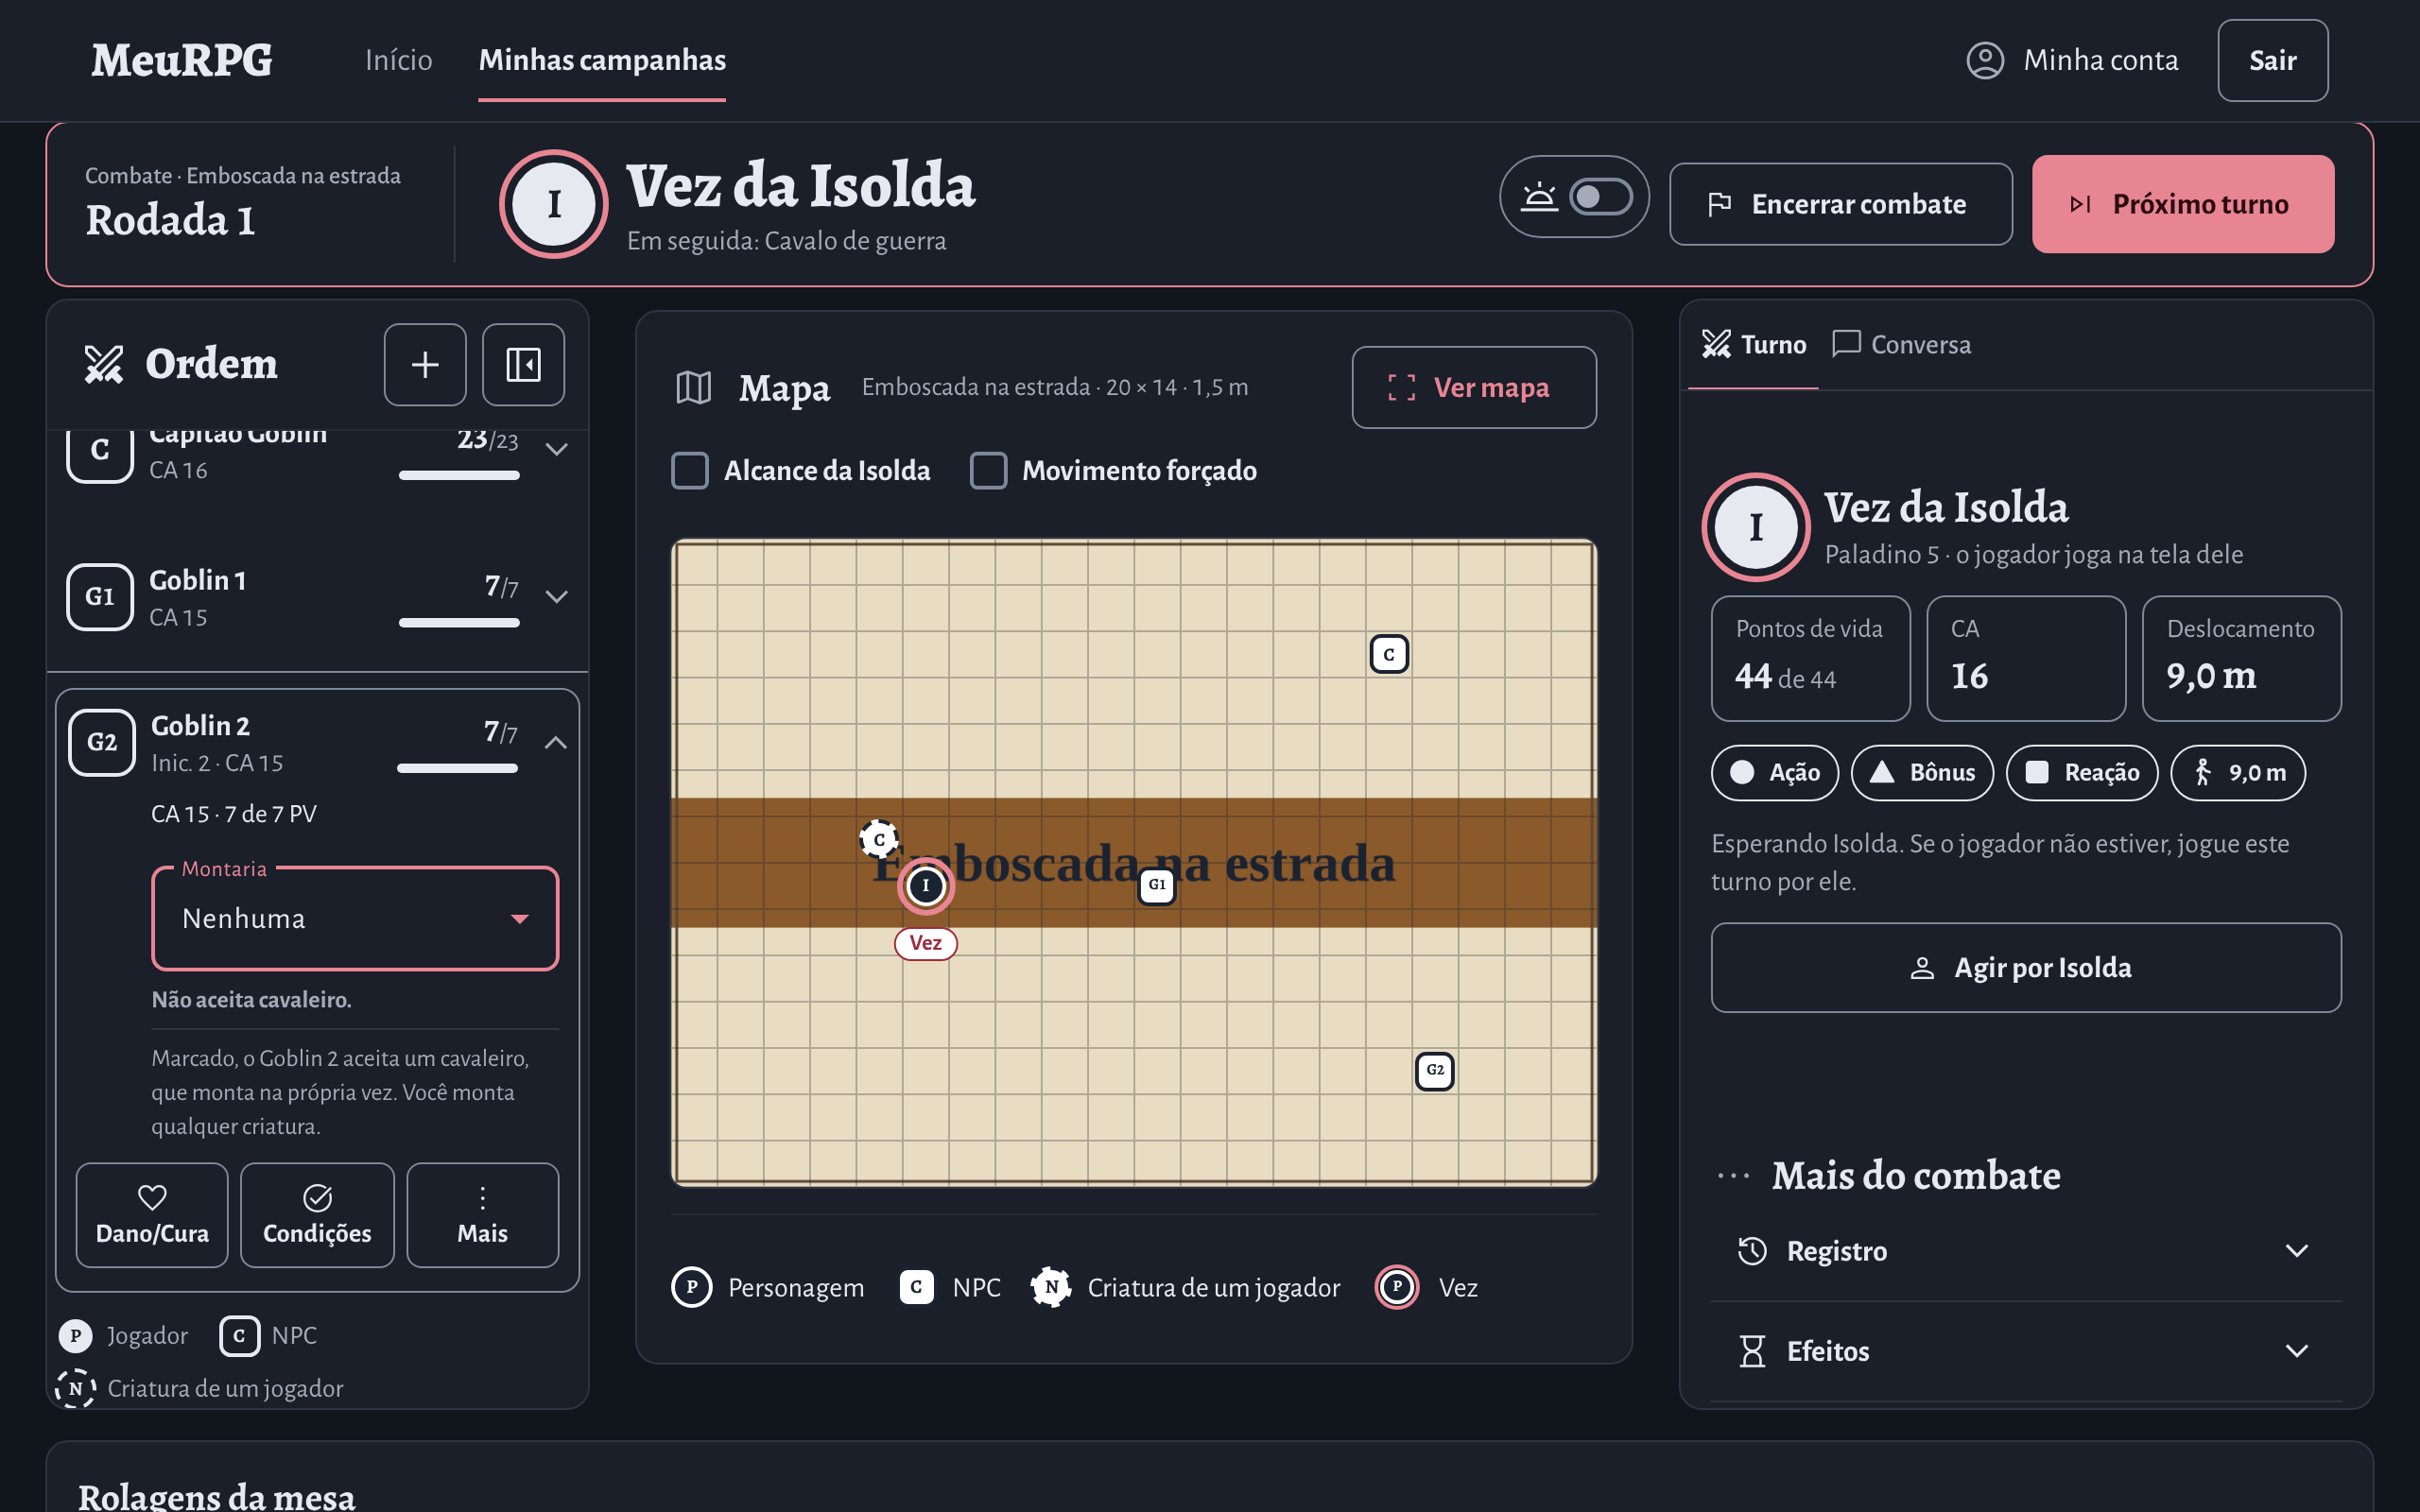 MeuRPG
Início
Minhas campanhas
Minha conta
Sair
Combate · Emboscada na estrada
Rodada 1
I
Vez da Isolda
Em seguida: Cavalo de guerra
Encerrar combate
Próximo turno
Ordem
C
Capitão Goblin
CA 16
23/23
G1
Goblin 1
CA 15
7/7
G2
Goblin 2
Inic. 2 · CA 15
7/7
CA 15 · 7 de 7 PV
Montaria
Nenhuma
Não aceita cavaleiro.
Marcado, o Goblin 2 aceita um cavaleiro,
que monta na própria vez. Você monta
qualquer criatura.
Dano/Cura
Condições
Mais
P Jogador
C NPC
N Criatura de um jogador
Mapa
Emboscada na estrada · 20 × 14 · 1,5 m
Ver mapa
Alcance da Isolda
Movimento forçado
C
C
Emboscada na estrada
I
G1
Vez
G2
P Personagem
C NPC
N Criatura de um jogador
P Vez
Turno
Conversa
I
Vez da Isolda
Paladino 5 · o jogador joga na tela dele
Pontos de vida
44 de 44
CA
16
Deslocamento
9,0 m
Ação
Bônus
Reação
9,0 m
Esperando Isolda. Se o jogador não estiver, jogue este
turno por ele.
Agir por Isolda
Mais do combate
Registro
Efeitos
Rolagens da mesa